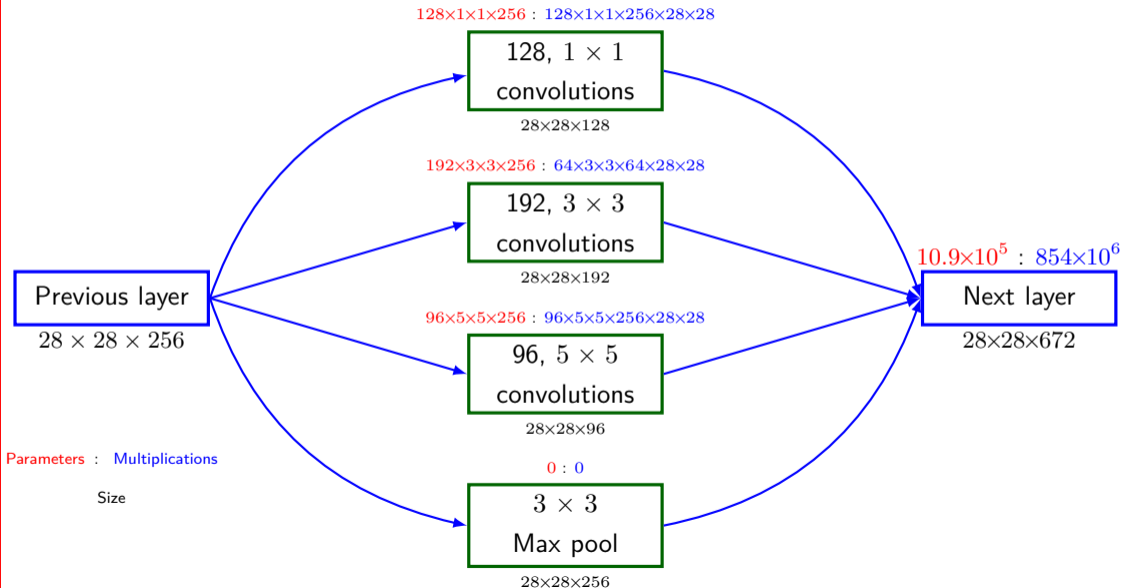 128×1×1×256 : 128×1×1×256×28×28
128, 1 × 1
convolutions
28×28×128
192×3×3×256 : 64×3×3×64×28×28
192, 3 × 3
convolutions
28×28×192
Previous layer
28 × 28 × 256
10.9×10⁵ : 854×10⁶
Next layer
28×28×672
96×5×5×256 : 96×5×5×256×28×28
96, 5 × 5
convolutions
28×28×96
Parameters : Multiplications
Size
0 : 0
3 × 3
Max pool
28×28×256